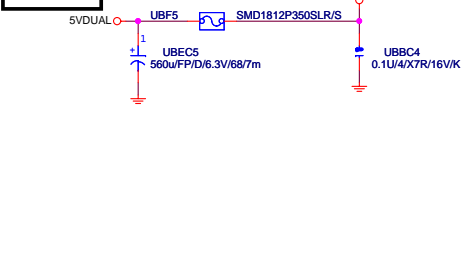 UBF5 SMD1812P350SLR/S
5VDUAL
1
UBEC5 UBBC4
560u/FP/D/6.3V/68/7m 0.1U/4/X7R/16V/K